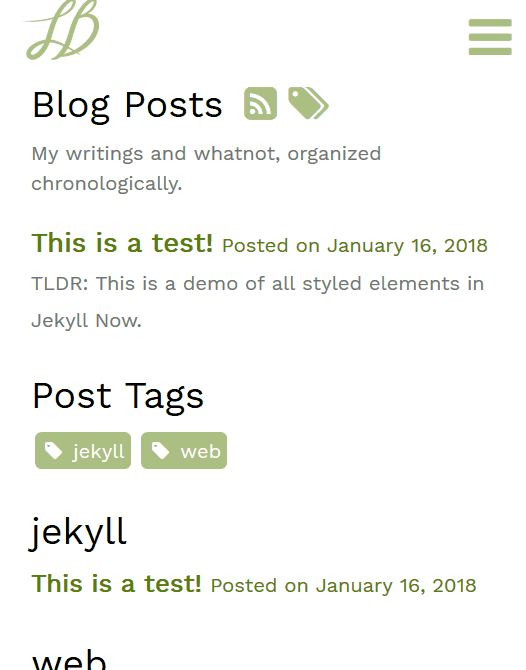 LB
Blog Posts
My writings and whatnot, organized
chronologically.
This is a test! Posted on January 16, 2018
TLDR: This is a demo of all styled elements in
Jekyll Now.
Post Tags
jekyll web
jekyll
This is a test! Posted on January 16, 2018
web